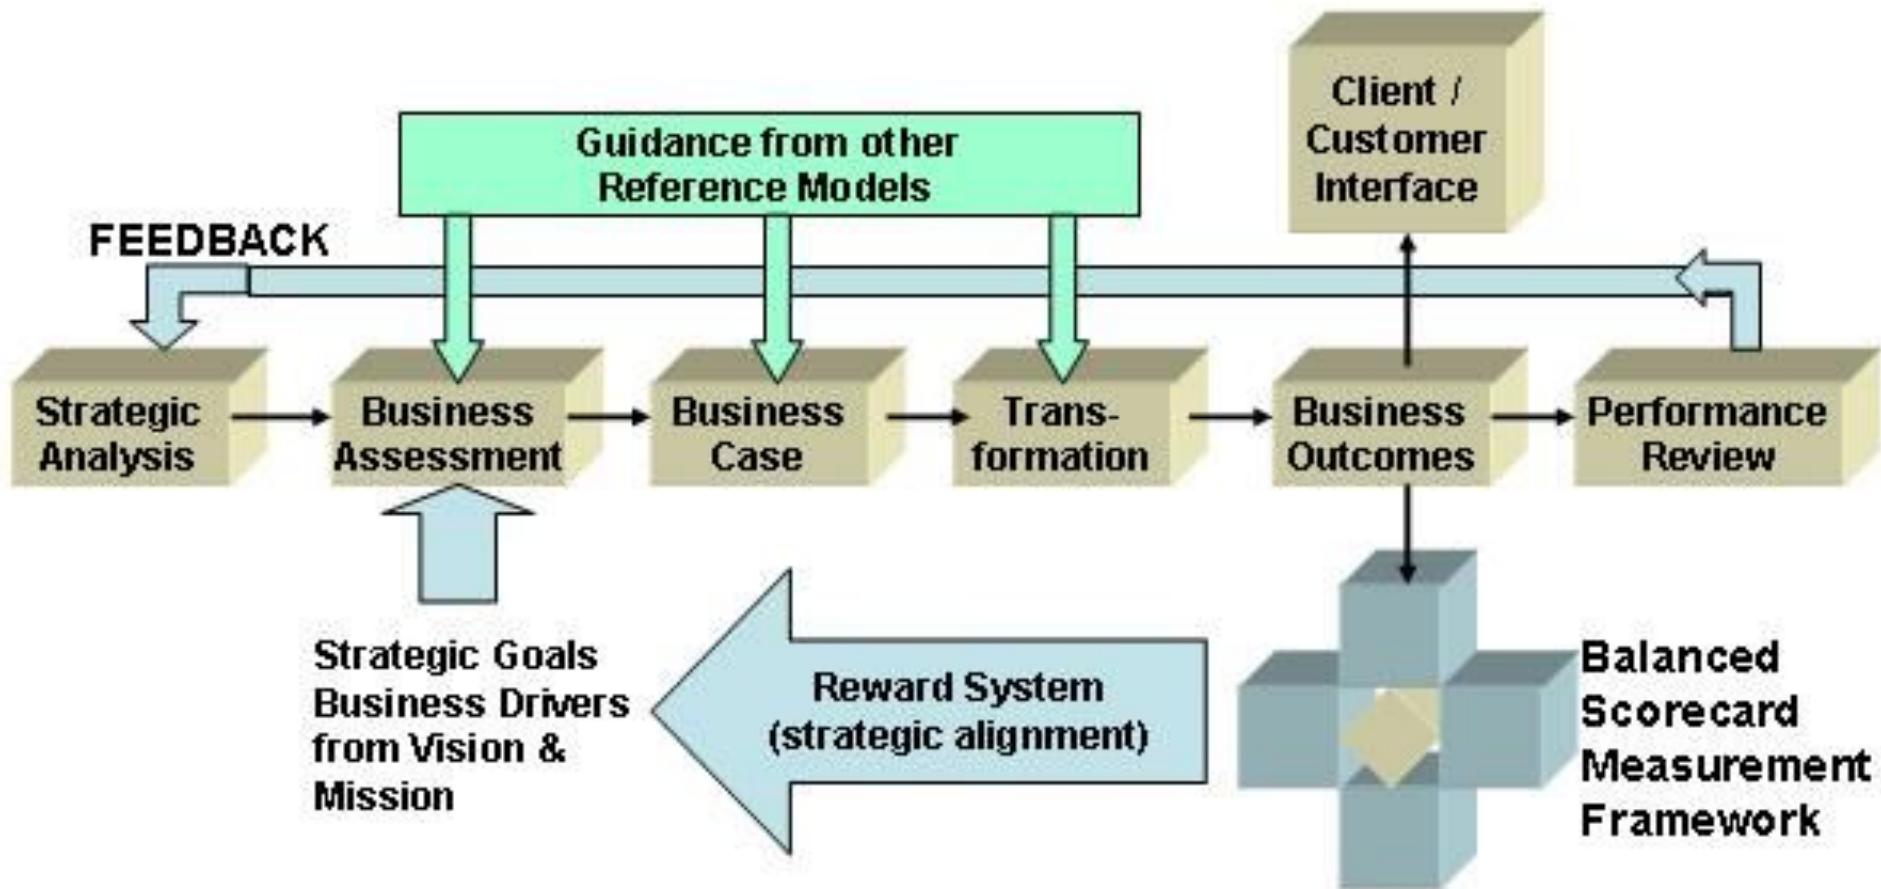 Client /
Customer
Interface
Guidance from other
Reference Models
FEEDBACK
Strategic
Analysis
Business
Assessment
Business
Case
Trans-
formation
Business
Outcomes
Performance
Review
Strategic Goals
Business Drivers
from Vision &
Mission
Reward System
(strategic alignment)
Balanced
Scorecard
Measurement
Framework